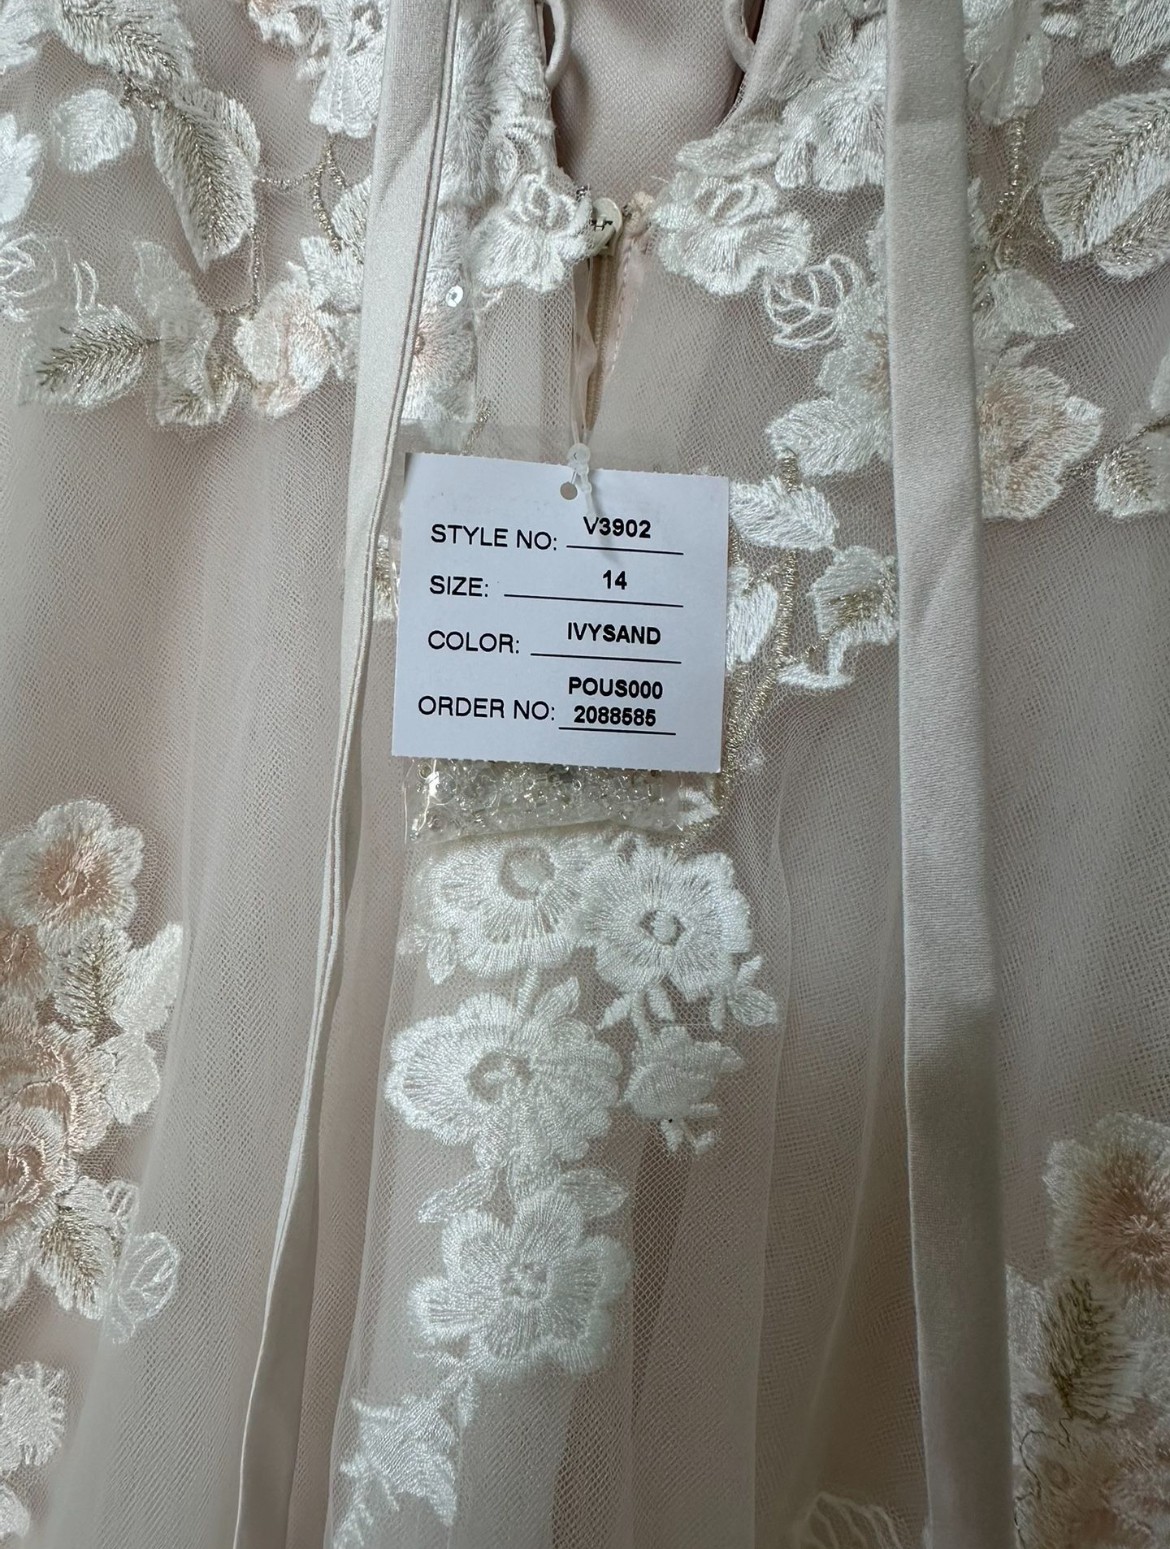 STYLE NO: V3902
SIZE: 14
COLOR: IVYSAND
ORDER NO: POUS000
2088585